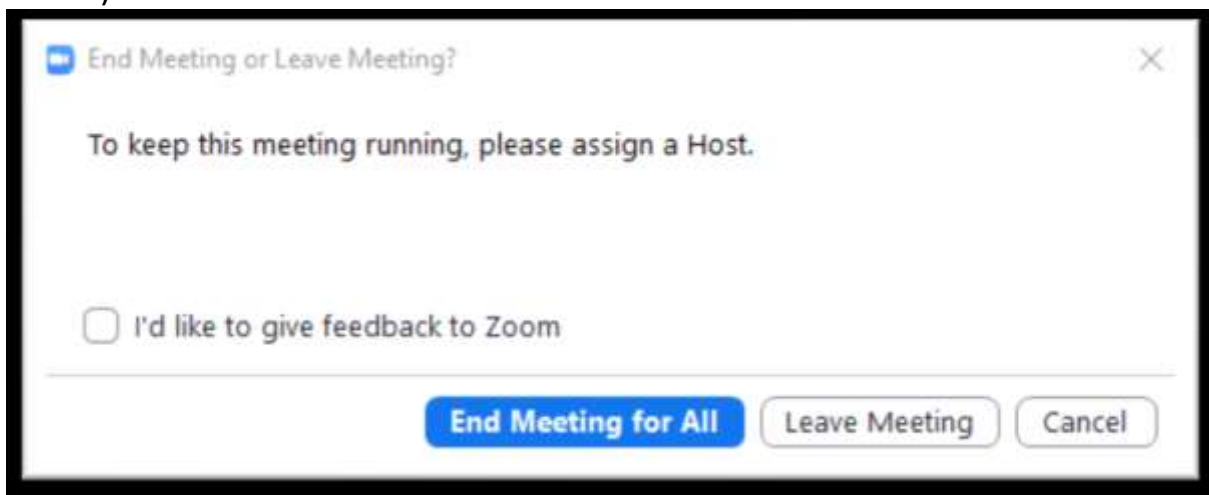 End Meeting or Leave Meeting?
To keep this meeting running, please assign a Host.
I'd like to give feedback to Zoom
End Meeting for All Leave Meeting Cancel